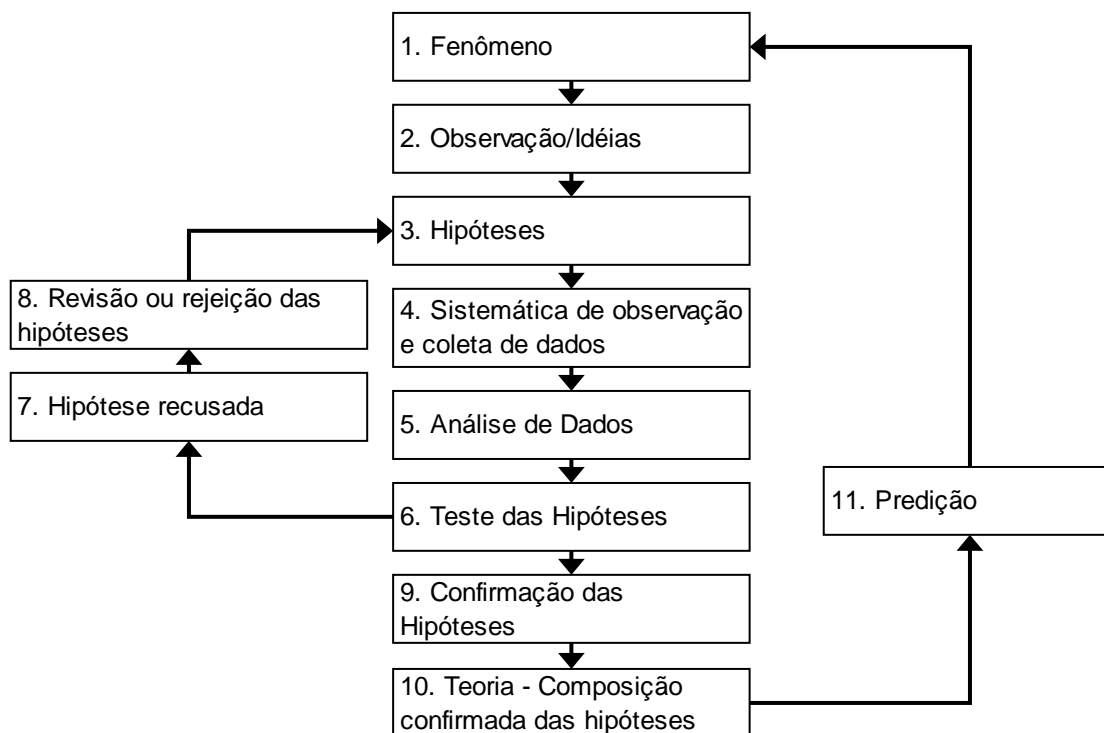 1. Fenômeno
2. Observação/Idéias
3. Hipóteses
8. Revisão ou rejeição das
hipóteses
4. Sistemática de observação
e coleta de dados
7. Hipótese recusada
5. Análise de Dados
6. Teste das Hipóteses
11. Predição
9. Confirmação das
Hipóteses
10. Teoria - Composição
confirmada das hipóteses